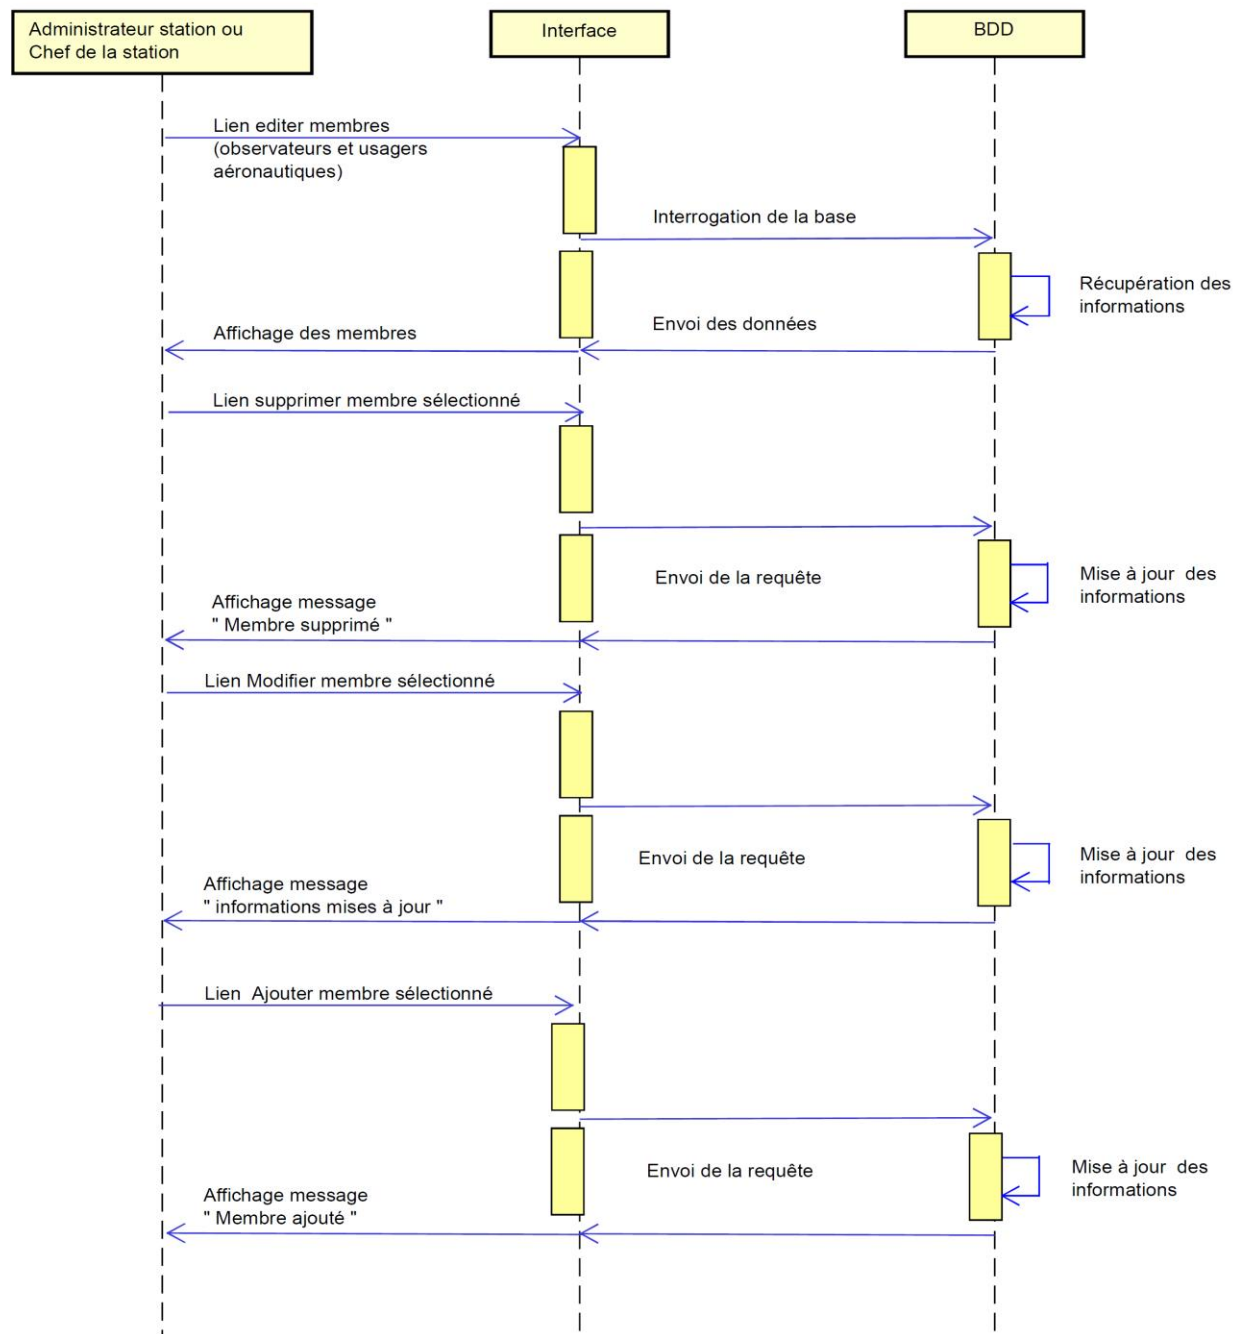 Administrateur station ou
Chef de la station
Interface
BDD
Lien editer membres
(observateurs et usagers
aéronautiques)
Interrogation de la base
Récupération des
informations
Envoi des données
Affichage des membres
Lien supprimer membre sélectionné
Envoi de la requête
Mise à jour des
informations
Affichage message
" Membre supprimé "
Lien Modifier membre sélectionné
Envoi de la requête
Mise à jour des
informations
Affichage message
" informations mises à jour "
Lien Ajouter membre sélectionné
Envoi de la requête
Mise à jour des
informations
Affichage message
" Membre ajouté "